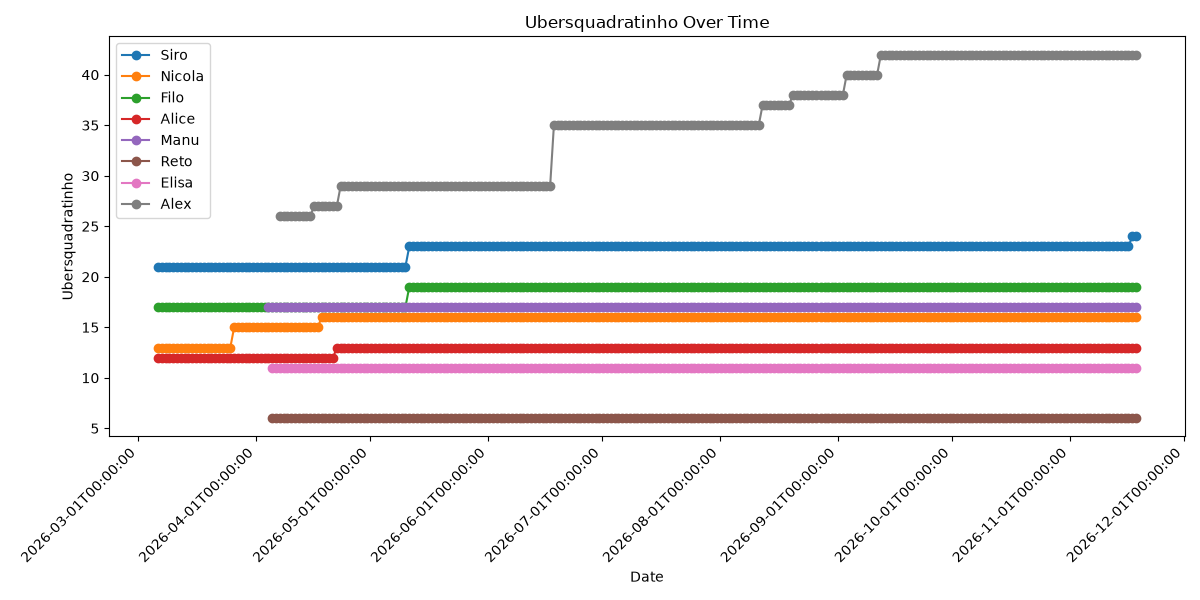 Ubersquadratinho Over Time
Siro
Nicola
Filo
Alice
Manu
Reto
Elisa
Alex
Ubersquadratinho
40
35
30
25
20
15
10
5
2026-03-01T00:00:00
2026-04-01T00:00:00
2026-05-01T00:00:00
2026-06-01T00:00:00
2026-07-01T00:00:00
2026-08-01T00:00:00
2026-09-01T00:00:00
2026-10-01T00:00:00
2026-11-01T00:00:00
2026-12-01T00:00:00
Date